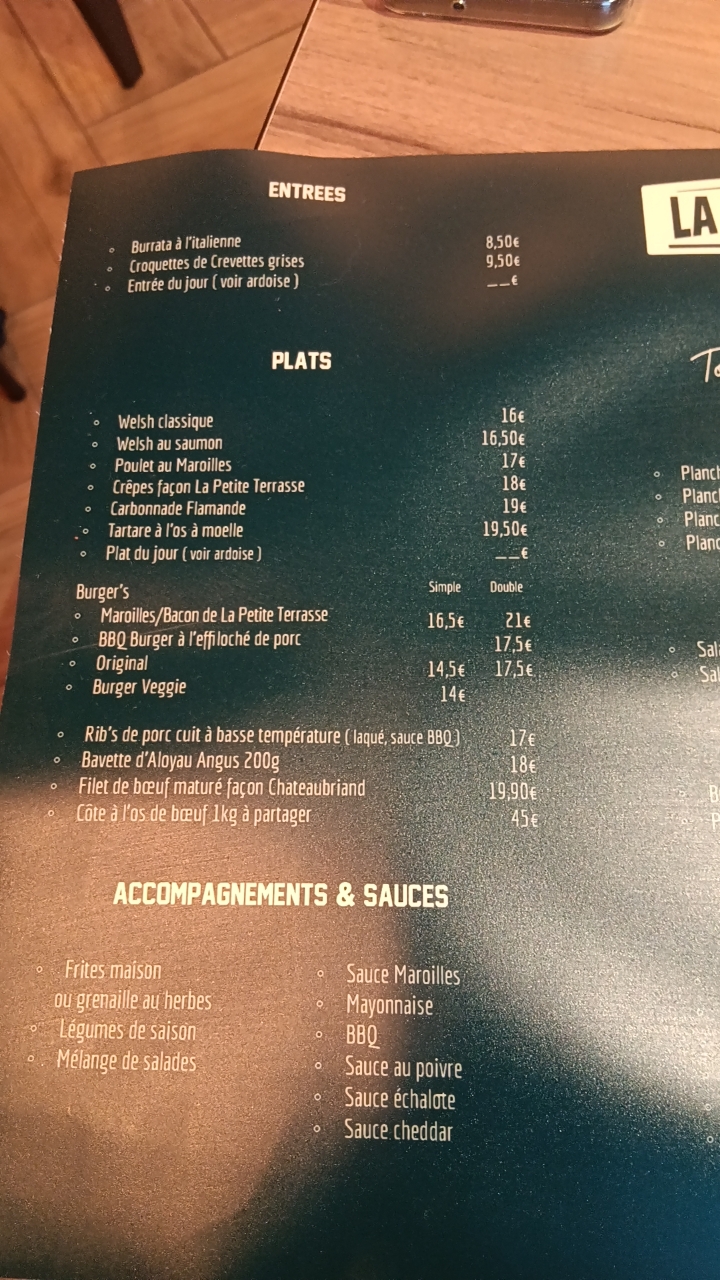 ENTREES
Burrata à l'italienne 8,50€
Croquettes de Crevettes grises 9,50€
Entrée du jour ( voir ardoise ) __€
PLATS
Welsh classique 16€
Welsh au saumon 16,50€
Poulet au Maroilles 17€
Crêpes façon La Petite Terrasse 18€
Carbonnade Flamande 19€
Tartare à l'os à moelle 19,50€
Plat du jour ( voir ardoise ) __€
Burger's Simple Double
Maroilles/Bacon de La Petite Terrasse 16,5€ 21€
BBQ Burger à l'effiloché de porc 17,5€
Original 14,5€ 17,5€
Burger Veggie 14€
Rib's de porc cuit à basse température ( laqué, sauce BBQ ) 17€
Bavette d'Aloyau Angus 200g 18€
Filet de bœuf maturé façon Chateaubriand 19,90€
Côte à l'os de bœuf 1kg à partager 45€
ACCOMPAGNEMENTS & SAUCES
Frites maison
ou grenaille au herbes
Légumes de saison
Mélange de salades
Sauce Maroilles
Mayonnaise
BBQ
Sauce au poivre
Sauce échalote
Sauce cheddar
LA